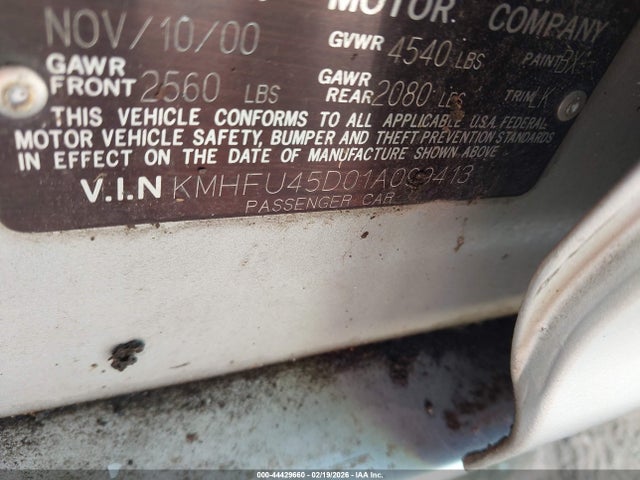 MOTOR COMPANY
NOV/10/00 GVWR 4540 LBS PAINT BX
GAWR FRONT 2560 LBS GAWR REAR 2080 LBS TRIM K
THIS VEHICLE CONFORMS TO ALL APPLICABLE U.S.A. FEDERAL
MOTOR VEHICLE SAFETY, BUMPER AND THEFT PREVENTION STANDARDS
IN EFFECT ON THE DATE OF MANUFACTURE SHOWN ABOVE
V.I.N KMHFU45D01A099413
PASSENGER CAR
000-44429660 - 02/19/2026 - IAA Inc.